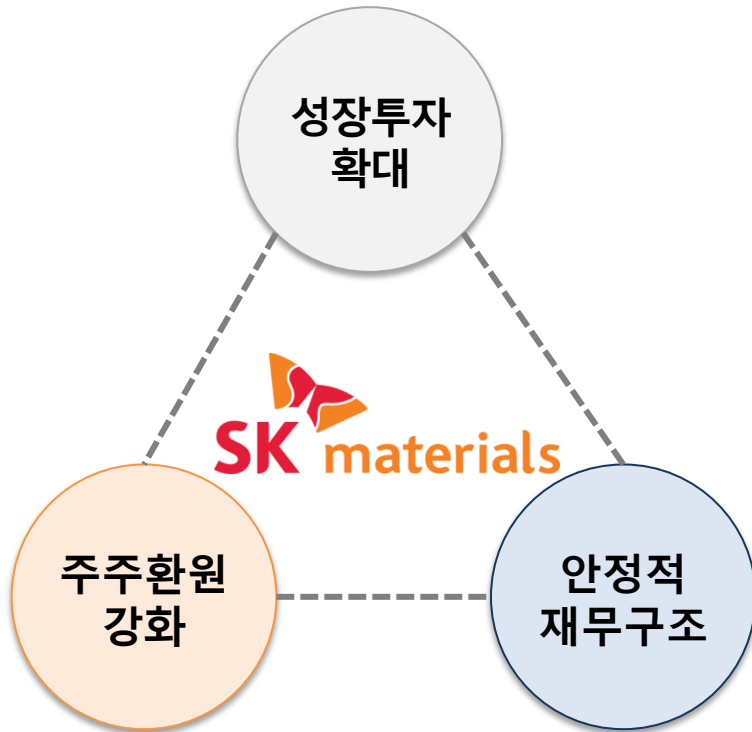 성장투자
확대
SK materials
주주환원
강화
안정적
재무구조